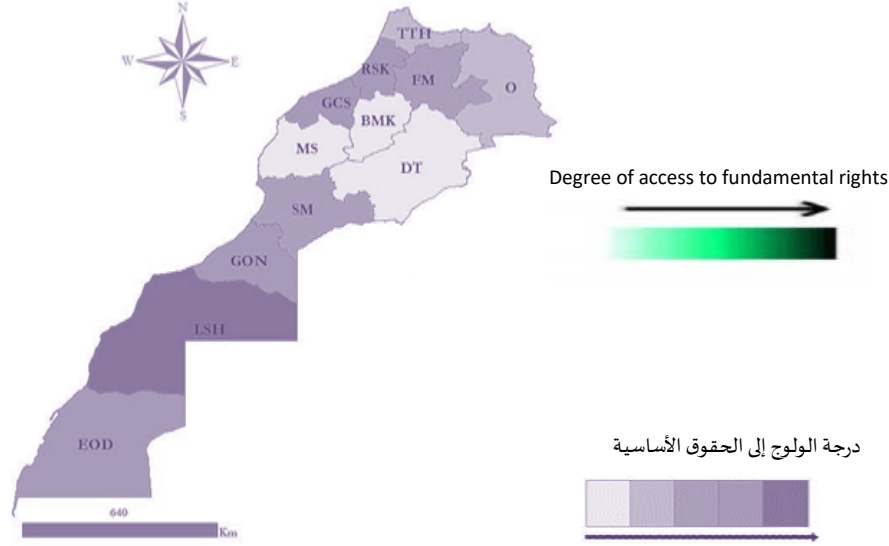 N
W E
S
TTH
RSK FM O
GCS
BMK
MS
DT
SM
GON
LSH
EOD
640
Km
Degree of access to fundamental rights
درجة الولوج إلى الحقوق الأساسية